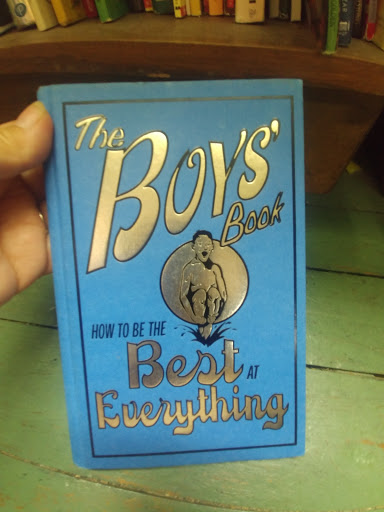 The
BOYS'
Book
HOW TO BE THE
Best AT
Everything